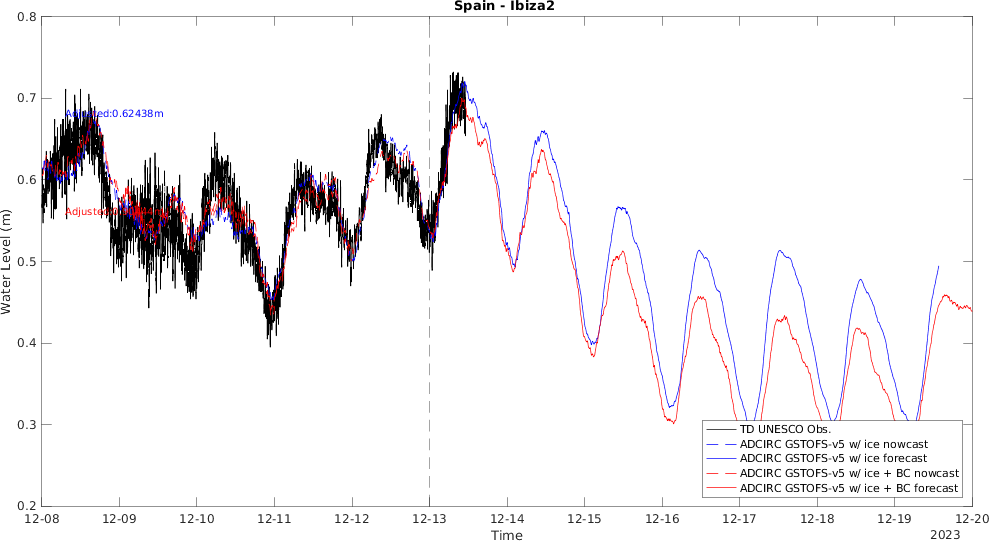 Spain - Ibiza2
Water Level (m)
0.8
0.7
0.6
0.5
0.4
0.3
0.2
Adjusted:0.62438m
TD UNESCO Obs.
ADCIRC GSTOFS-v5 w/ ice nowcast
ADCIRC GSTOFS-v5 w/ ice forecast
ADCIRC GSTOFS-v5 w/ ice + BC nowcast
ADCIRC GSTOFS-v5 w/ ice + BC forecast
12-08 12-09 12-10 12-11 12-12 12-13 12-14 12-15 12-16 12-17 12-18 12-19 12-20
Time
2023